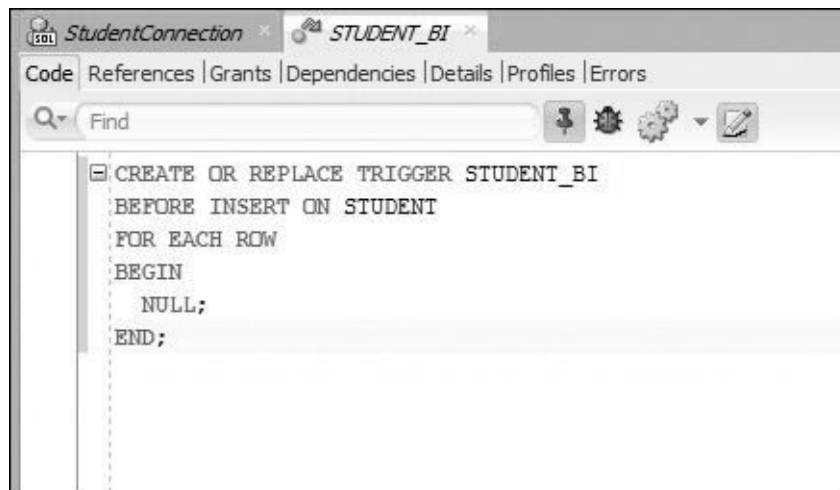 SQL StudentConnection STUDENT_BI
Code References |Grants |Dependencies |Details |Profiles |Errors
Find
CREATE OR REPLACE TRIGGER STUDENT_BI
BEFORE INSERT ON STUDENT
FOR EACH ROW
BEGIN
NULL;
END;